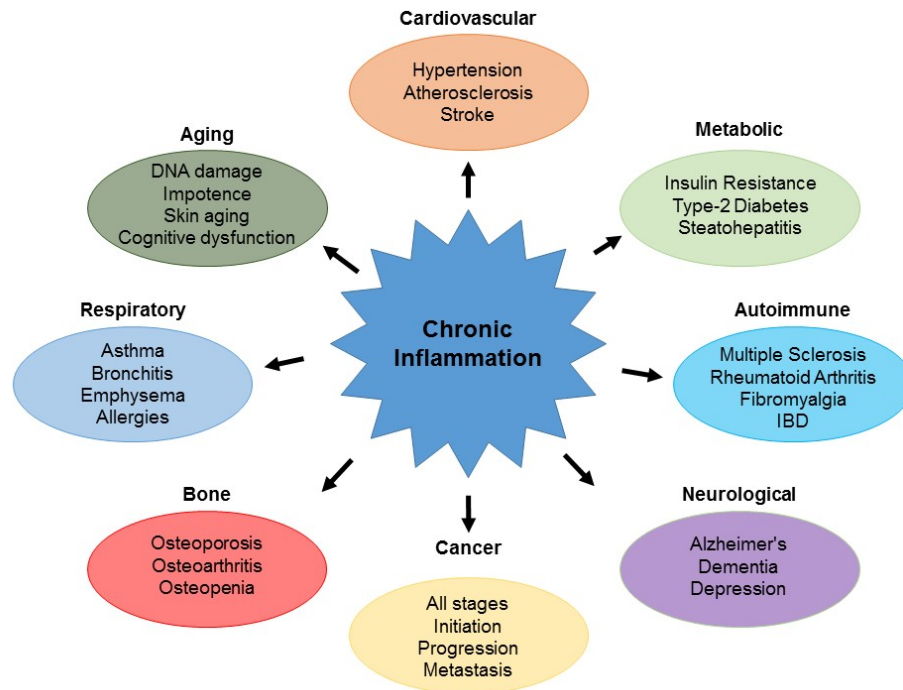 Cardiovascular
Hypertension
Atherosclerosis
Stroke
Aging
DNA damage
Impotence
Skin aging
Cognitive dysfunction
Metabolic
Insulin Resistance
Type-2 Diabetes
Steatohepatitis
Respiratory
Asthma
Bronchitis
Emphysema
Allergies
Chronic
Inflammation
Autoimmune
Multiple Sclerosis
Rheumatoid Arthritis
Fibromyalgia
IBD
Bone
Osteoporosis
Osteoarthritis
Osteopenia
Cancer
All stages
Initiation
Progression
Metastasis
Neurological
Alzheimer's
Dementia
Depression